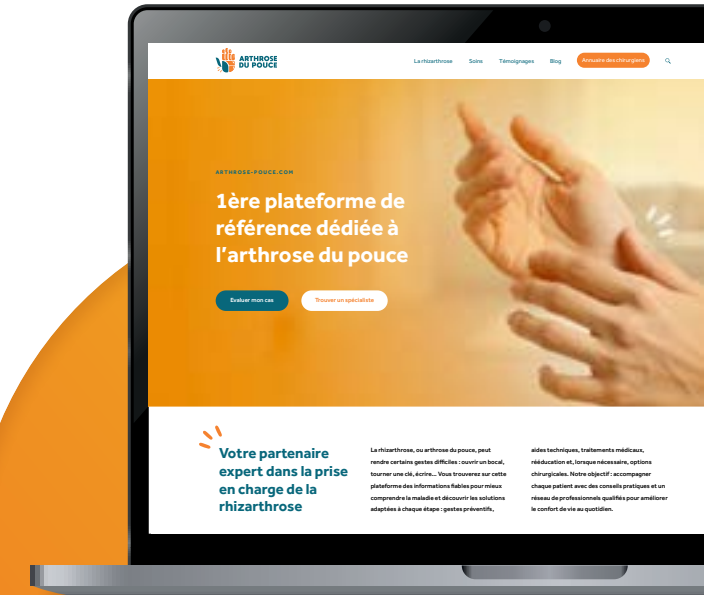 ARTHROSE
DU POUCE
La rhizarthrose Soins Témoignages Blog Annuaire des chirurgiens
ARTHROSE-POUCE.COM
1ère plateforme de
référence dédiée à
l'arthrose du pouce
Evaluer mon cas Trouver un spécialiste
Votre partenaire
expert dans la prise
en charge de la
rhizarthrose
La rhizarthrose, ou arthrose du pouce, peut
rendre certains gestes difficiles : ouvrir un bocal,
tourner une clé, écrire... Vous trouverez sur cette
plateforme des informations fiables pour mieux
comprendre la maladie et découvrir les solutions
adaptées à chaque étape : gestes préventifs,
aides techniques, traitements médicaux,
rééducation et, lorsque nécessaire, options
chirurgicales. Notre objectif : accompagner
chaque patient avec des conseils pratiques et un
réseau de professionnels qualifiés pour améliorer
le confort de vie au quotidien.